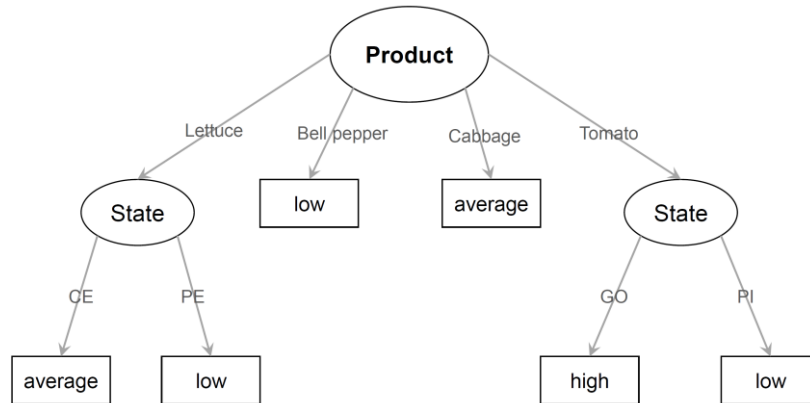 Product
Lettuce
Bell pepper
Cabbage
Tomato
State
low
average
State
CE
PE
GO
PI
average
low
high
low